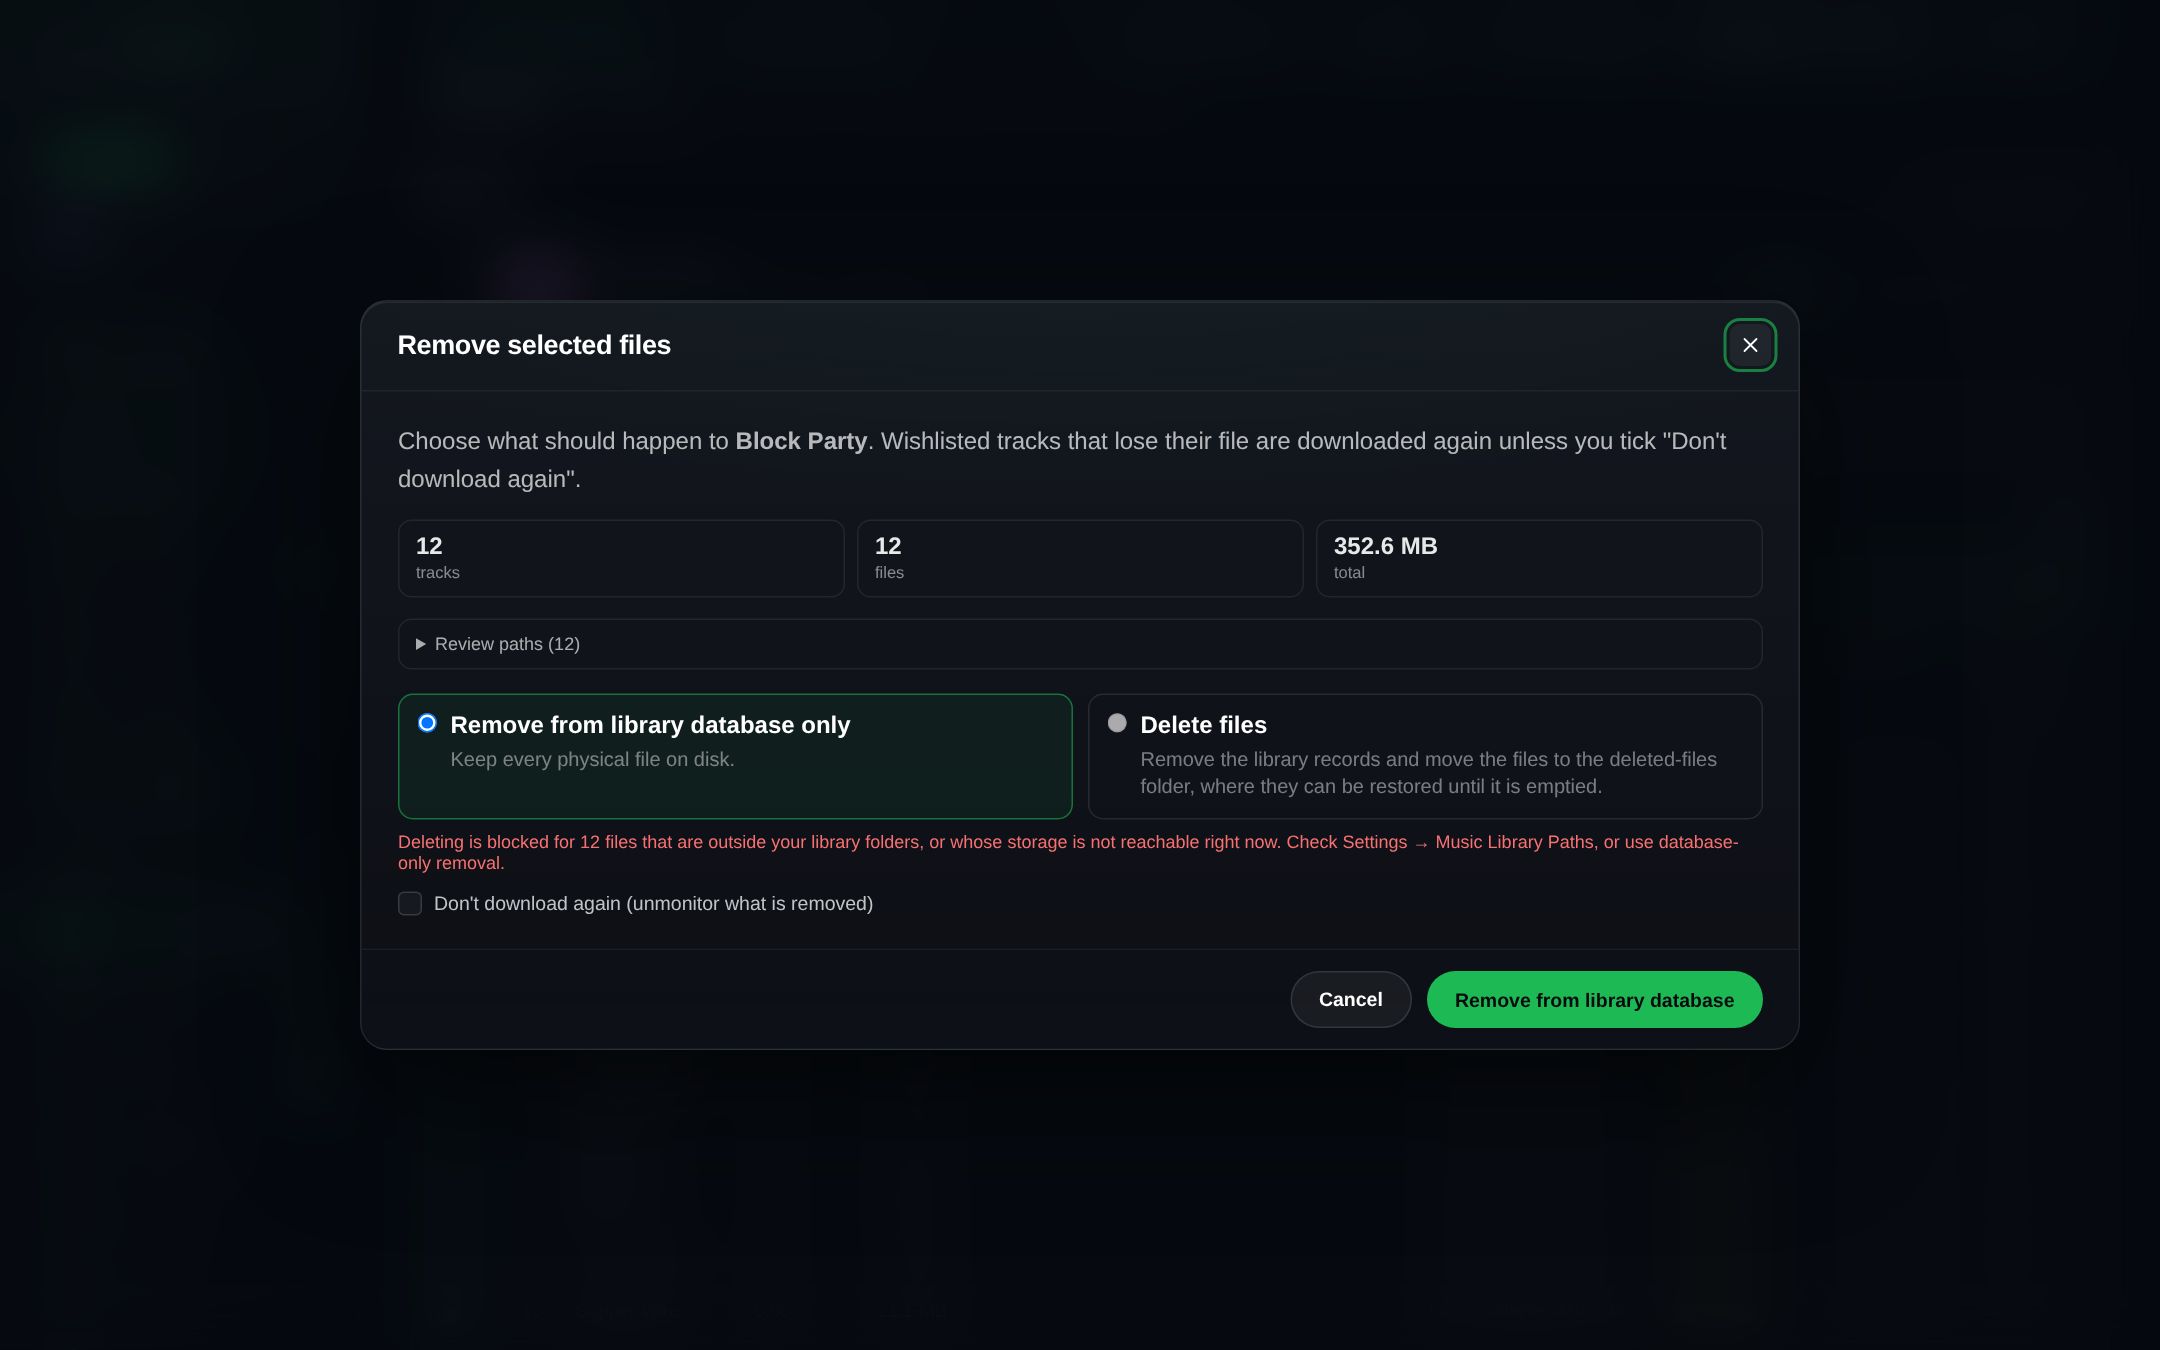 Remove selected files
Choose what should happen to Block Party. Wishlisted tracks that lose their file are downloaded again unless you tick "Don't
download again".
12
tracks
12
files
352.6 MB
total
Review paths (12)
Remove from library database only
Keep every physical file on disk.
Delete files
Remove the library records and move the files to the deleted-files
folder, where they can be restored until it is emptied.
Deleting is blocked for 12 files that are outside your library folders, or whose storage is not reachable right now. Check Settings → Music Library Paths, or use database-
only removal.
Don't download again (unmonitor what is removed)
Cancel
Remove from library database